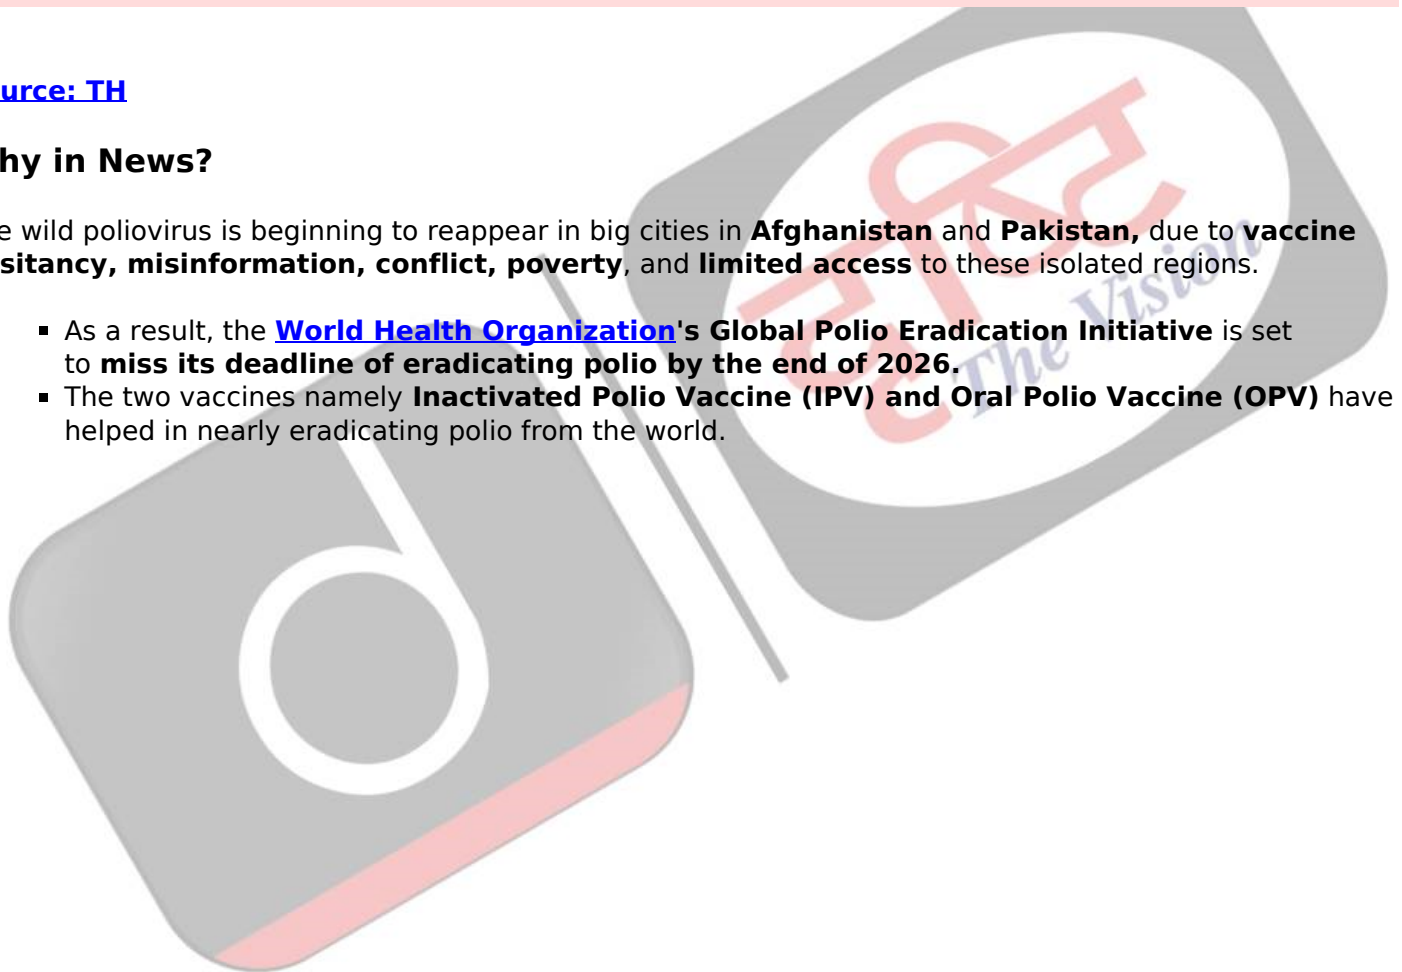 urce: TH
hy in News?
e wild poliovirus is beginning to reappear in big cities in Afghanistan and Pakistan, due to vaccine
sitancy, misinformation, conflict, poverty, and limited access to these isolated regions.
▪ As a result, the World Health Organization's Global Polio Eradication Initiative is set
to miss its deadline of eradicating polio by the end of 2026.
▪ The two vaccines namely Inactivated Polio Vaccine (IPV) and Oral Polio Vaccine (OPV) have
helped in nearly eradicating polio from the world.
दृष्टि
The Vision